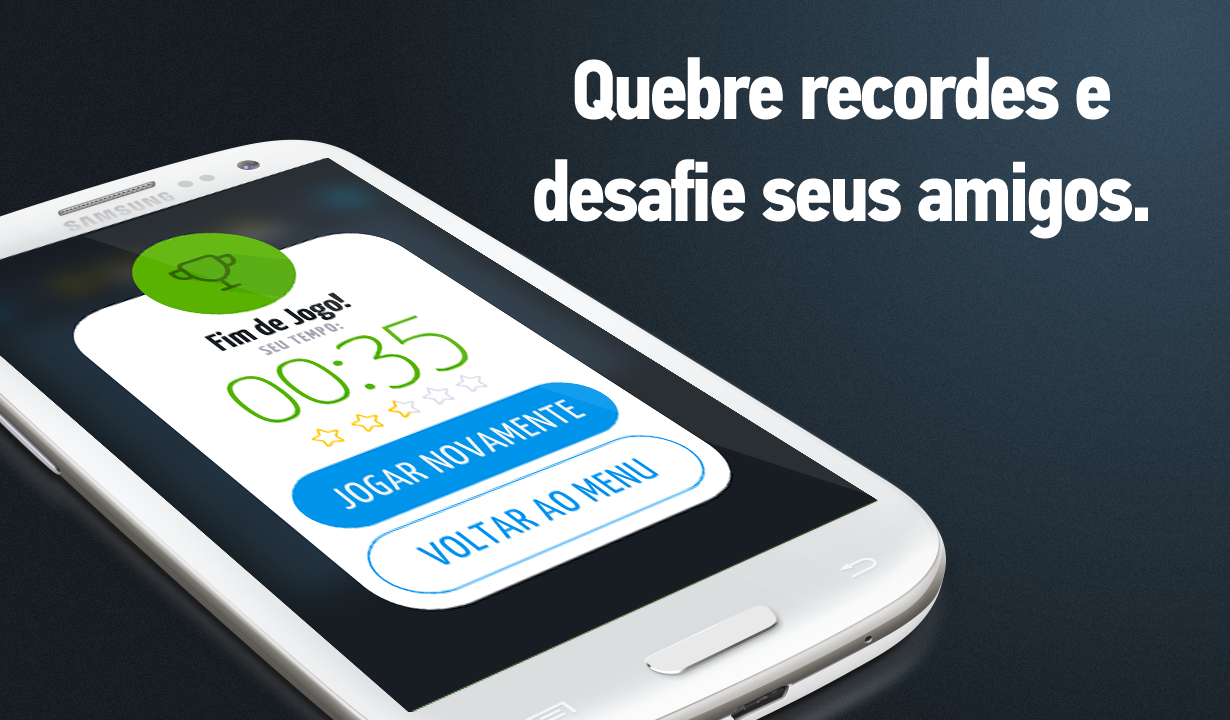 Quebre recordes e
desafie seus amigos.
SAMSUNG
Fim de Jogo!
SEU TEMPO:
00:35
JOGAR NOVAMENTE
VOLTAR AO MENU